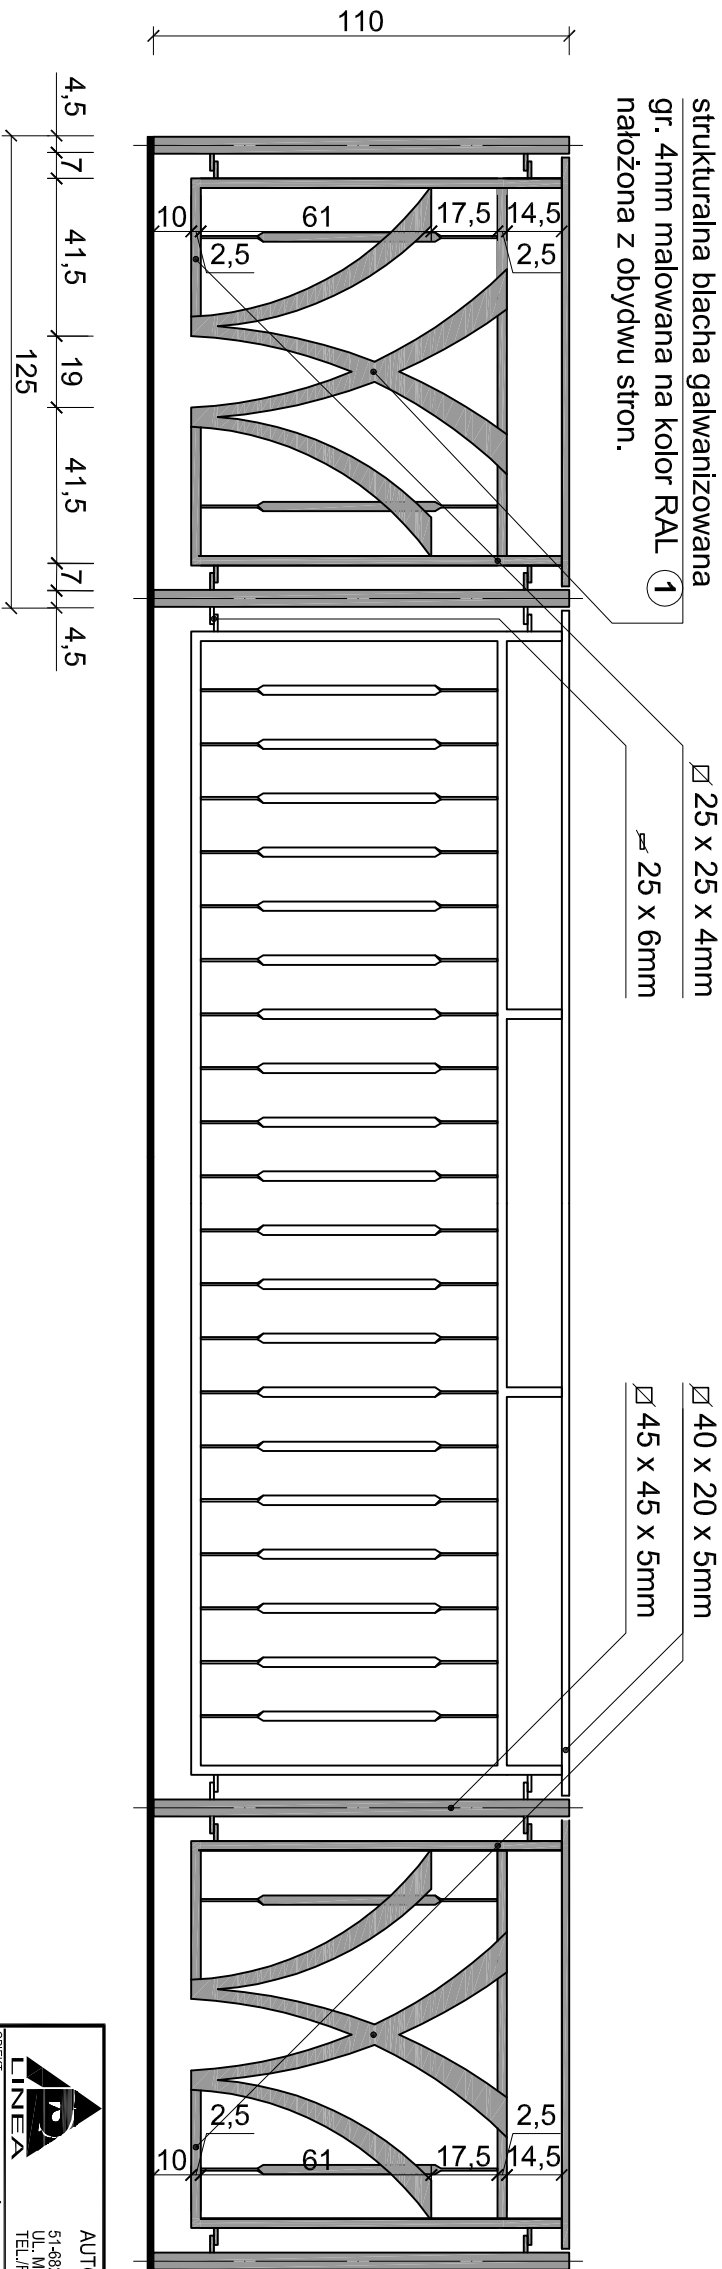 110
strukturalna blacha galwanizowana
gr. 4mm malowana na kolor RAL 1
nałożona z obydwu stron.
25 x 25 x 4mm
25 x 6mm
40 x 20 x 5mm
45 x 45 x 5mm
10
2,5
61
17,5
2,5
14,5
4,5
7
41,5
19
41,5
7
4,5
125
10
2,5
61
17,5
2,5
14,5
LINEA
UL. M
TEL./F